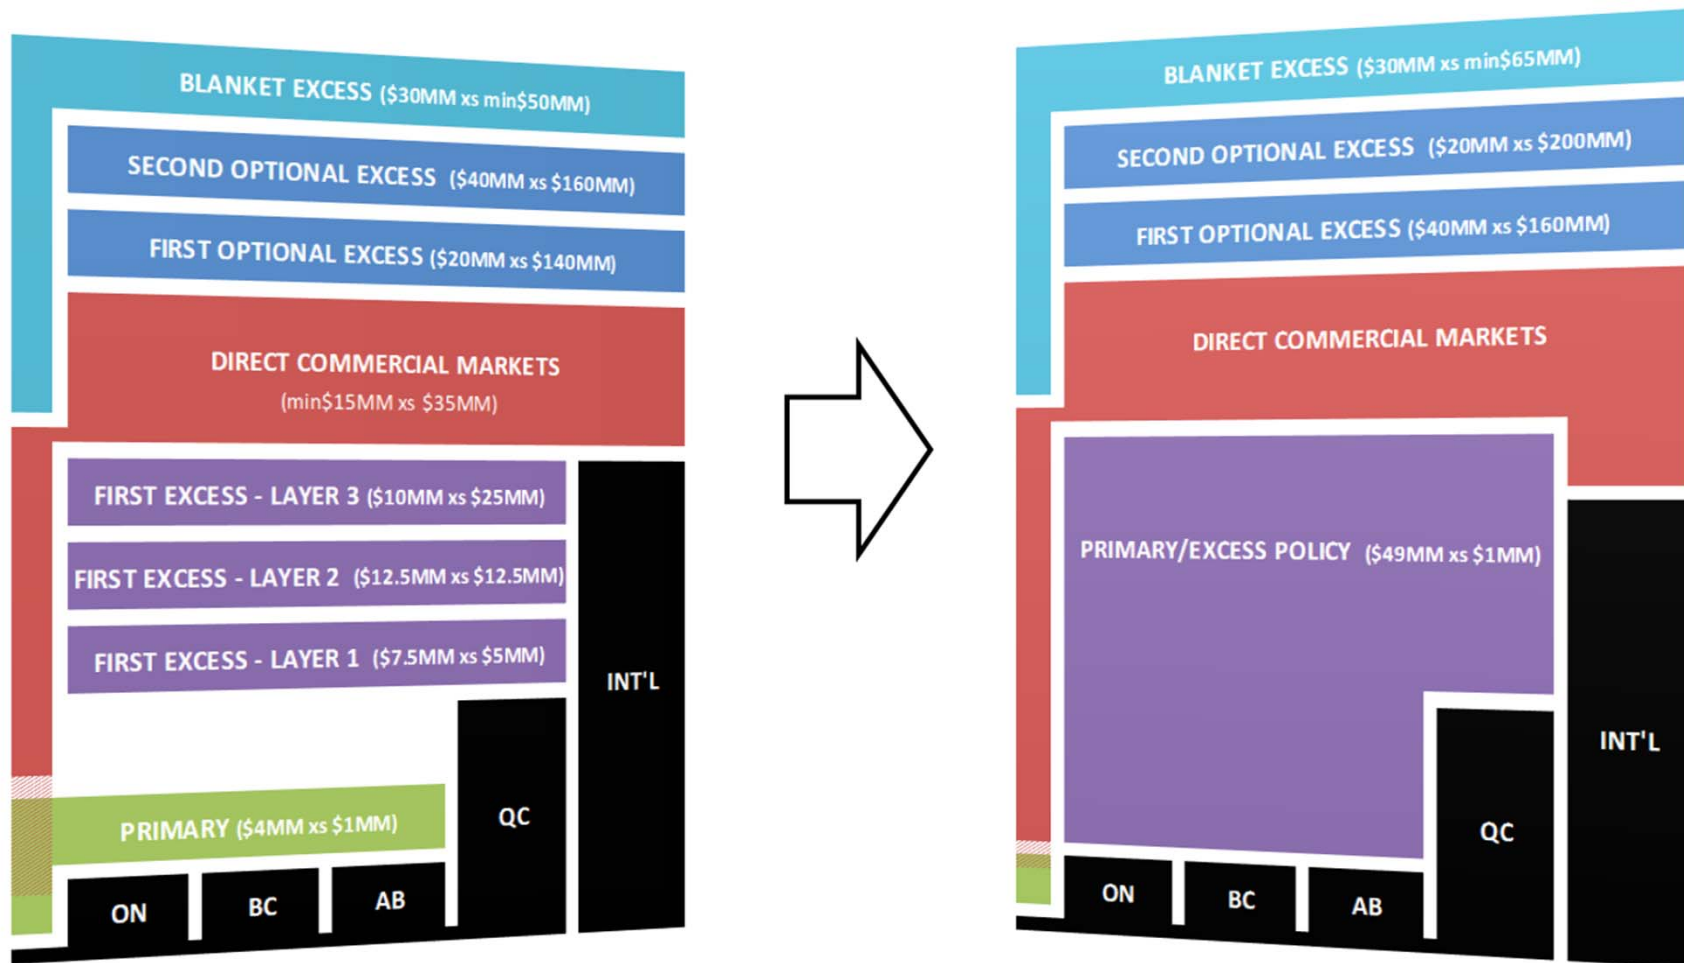 BLANKET EXCESS ($30MM xs min$50MM)
SECOND OPTIONAL EXCESS ($40MM xs $160MM)
FIRST OPTIONAL EXCESS ($20MM xs $140MM)
DIRECT COMMERCIAL MARKETS
(min$15MM xs $35MM)
FIRST EXCESS - LAYER 3 ($10MM xs $25MM)
FIRST EXCESS - LAYER 2 ($12.5MM xs $12.5MM)
FIRST EXCESS - LAYER 1 ($7.5MM xs $5MM)
INT'L
PRIMARY ($4MM xs $1MM)
QC
ON
BC
AB
BLANKET EXCESS ($30MM xs min$65MM)
SECOND OPTIONAL EXCESS ($20MM xs $200MM)
FIRST OPTIONAL EXCESS ($40MM xs $160MM)
DIRECT COMMERCIAL MARKETS
PRIMARY/EXCESS POLICY ($49MM xs $1MM)
INT'L
QC
ON
BC
AB